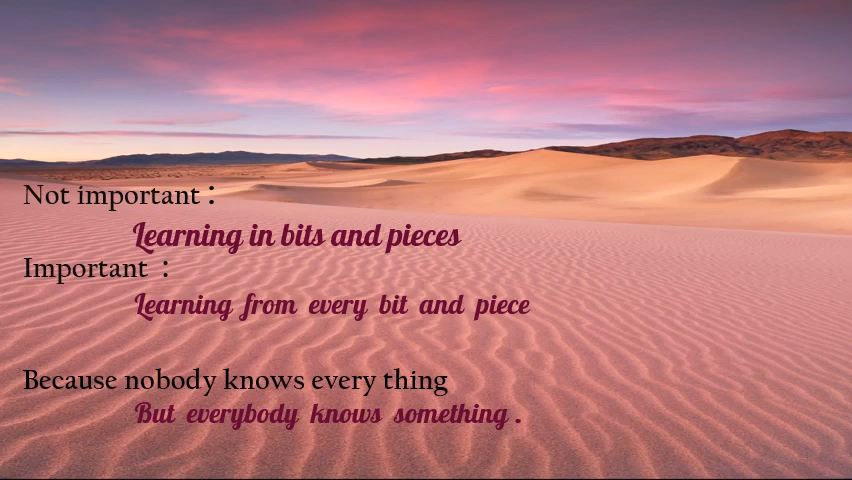 Not important :
Learning in bits and pieces
Important :
Learning from every bit and piece
Because nobody knows every thing
But everybody knows something .